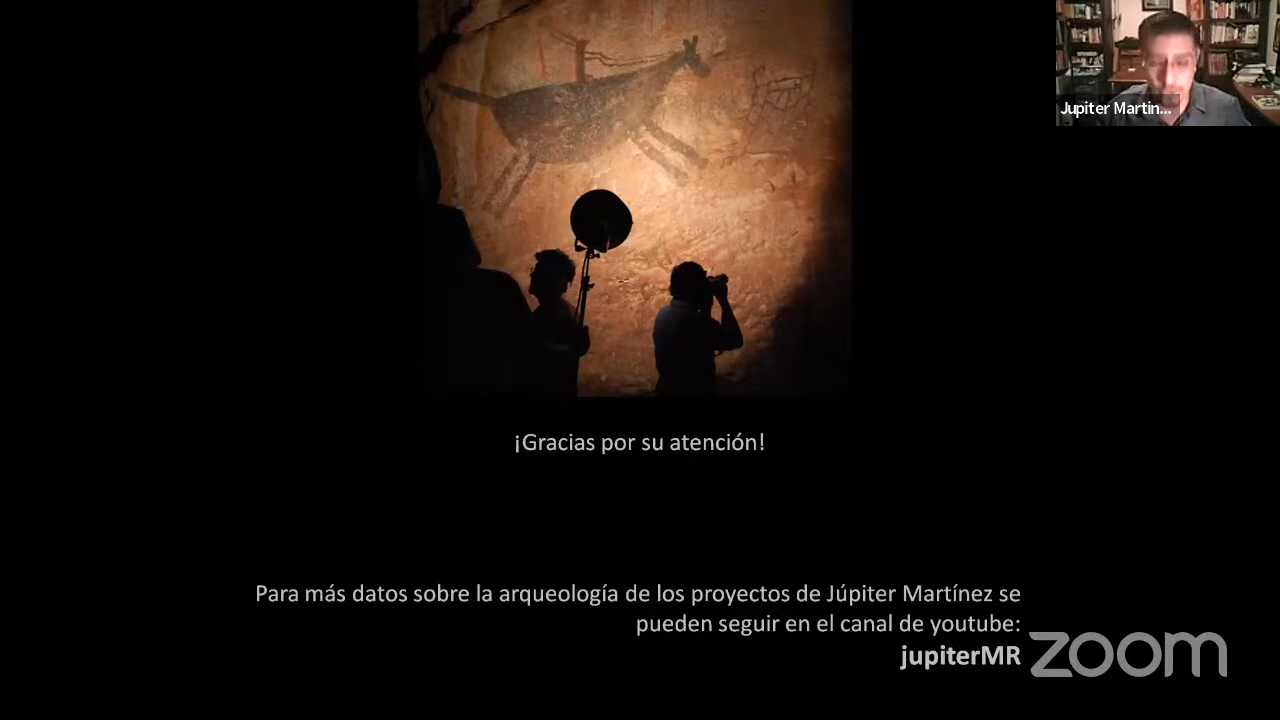 Jupiter Martin...
¡Gracias por su atención!
Para más datos sobre la arqueología de los proyectos de Júpiter Martínez se
pueden seguir en el canal de youtube:
jupiterMR
zoom